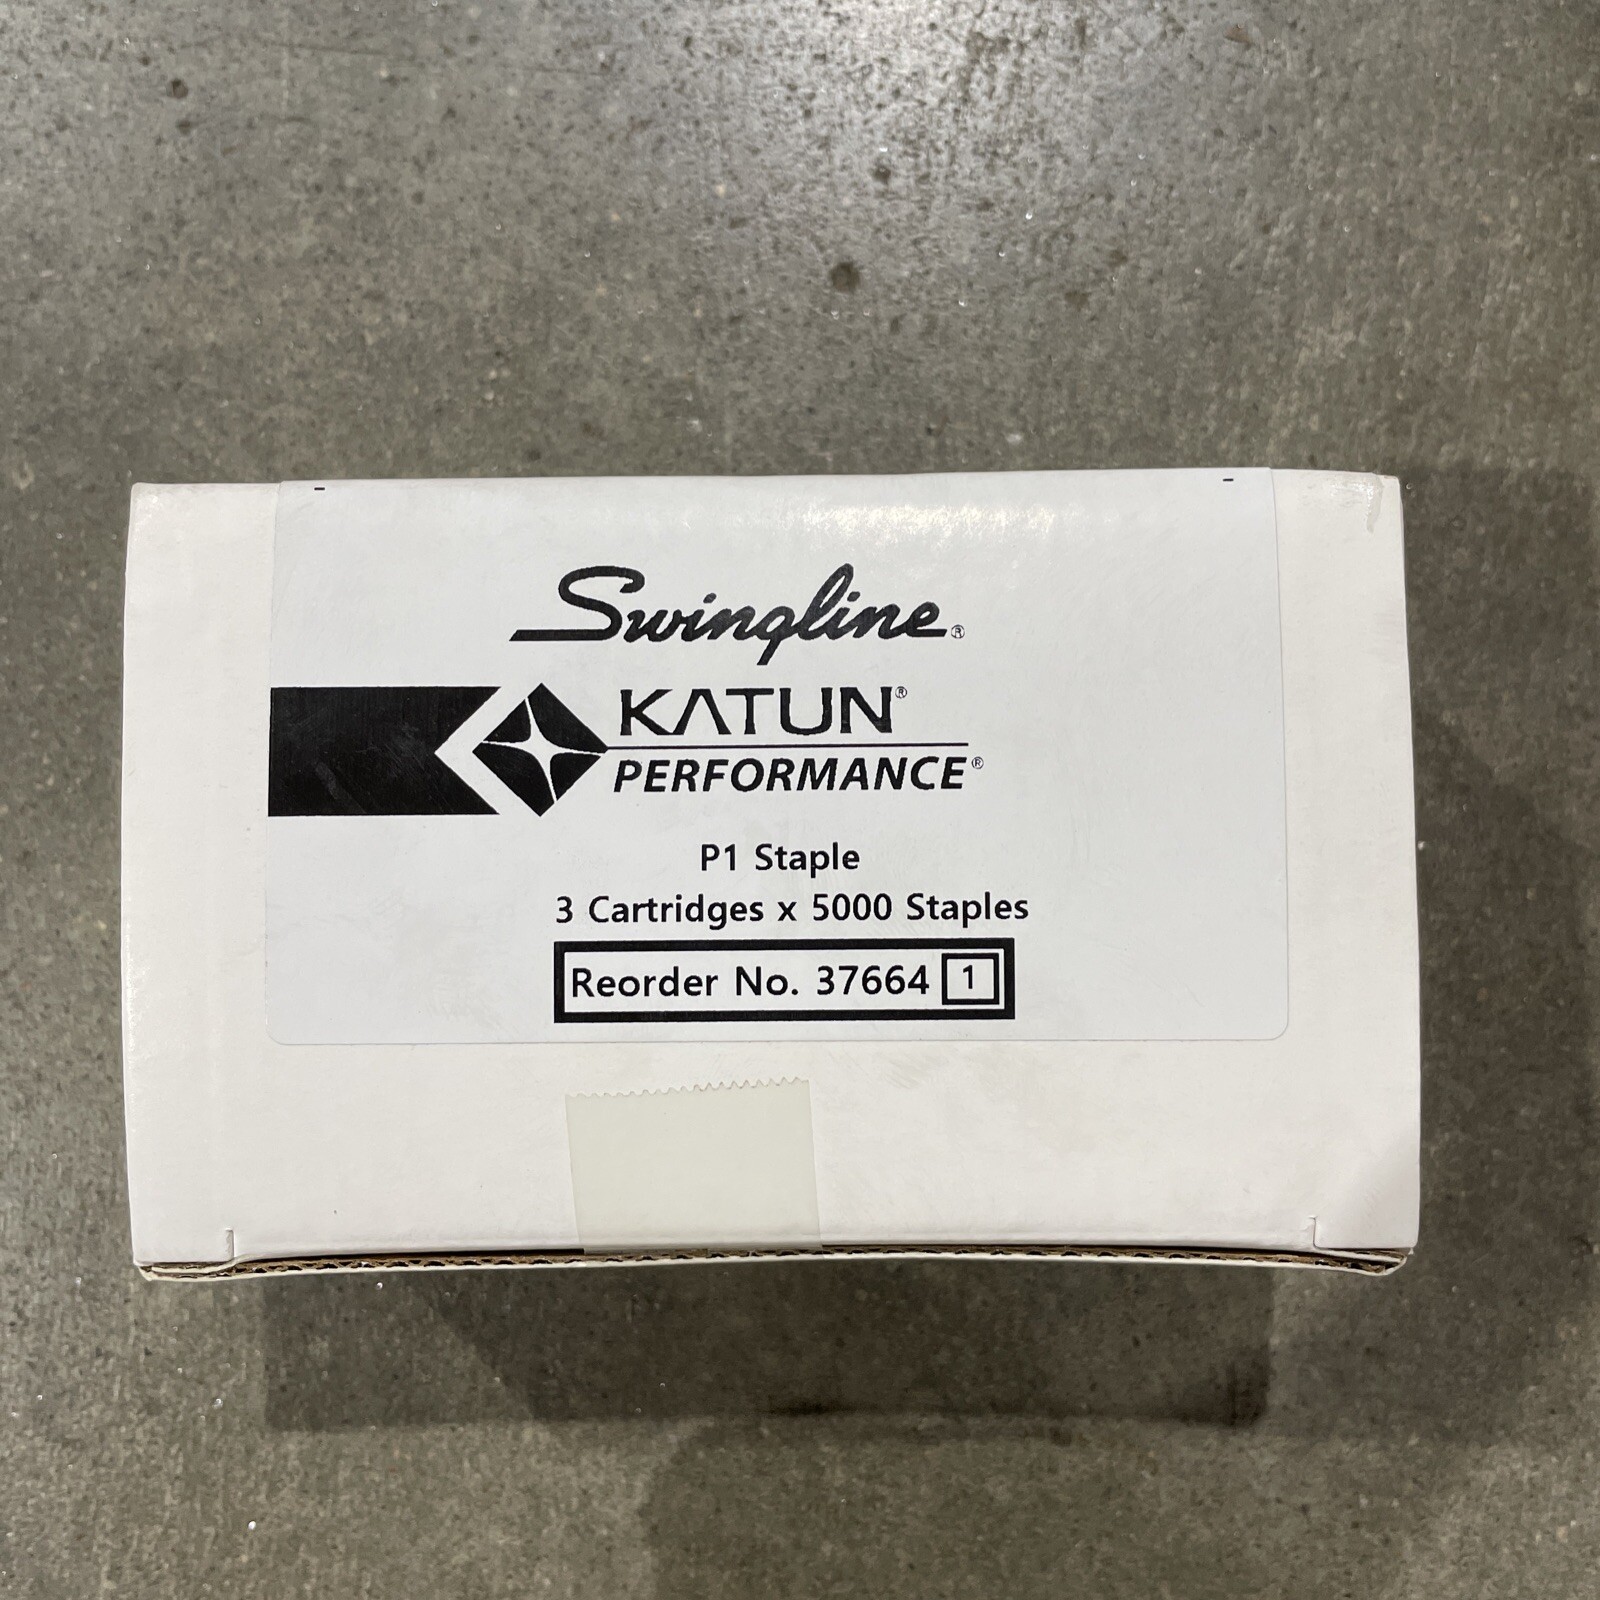 Swingline®
KATUN®
PERFORMANCE®
P1 Staple
3 Cartridges x 5000 Staples
Reorder No. 37664 1